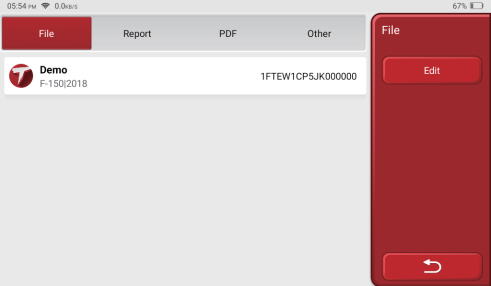 05:54 PM 0.0KB/S 67%
File Report PDF Other
File
Demo
F-150|2018
1FTEW1CP5JK000000
Edit